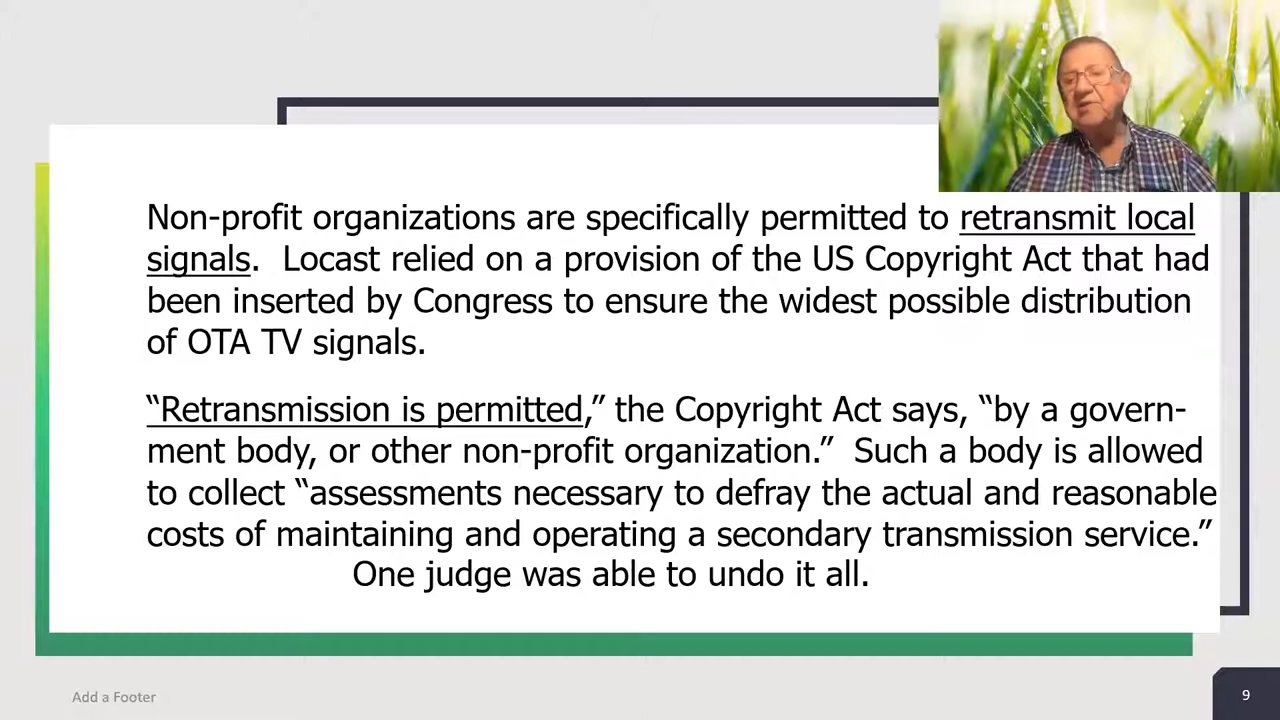 Non-profit organizations are specifically permitted to retransmit local
signals.  Locast relied on a provision of the US Copyright Act that had
been inserted by Congress to ensure the widest possible distribution
of OTA TV signals.
“Retransmission is permitted,” the Copyright Act says, “by a govern-
ment body, or other non-profit organization.”  Such a body is allowed
to collect “assessments necessary to defray the actual and reasonable
costs of maintaining and operating a secondary transmission service.”
One judge was able to undo it all.
Add a Footer
9